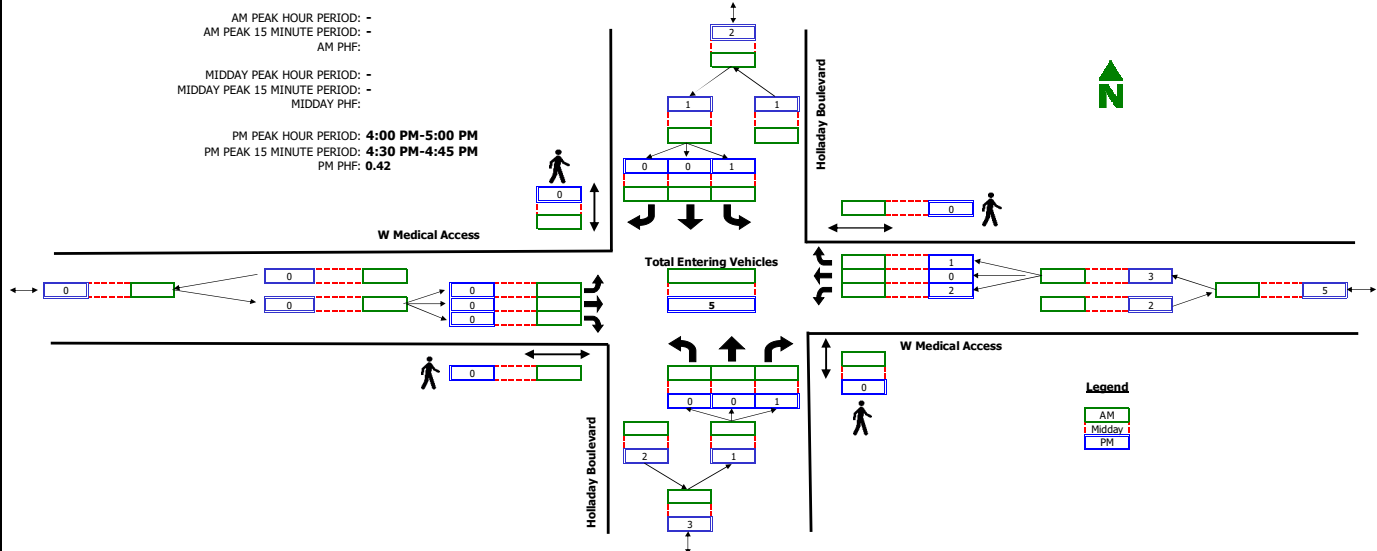 AM PEAK HOUR PERIOD: -
AM PEAK 15 MINUTE PERIOD: -
AM PHF:
MIDDAY PEAK HOUR PERIOD: -
MIDDAY PEAK 15 MINUTE PERIOD: -
MIDDAY PHF:
PM PEAK HOUR PERIOD: 4:00 PM-5:00 PM
PM PEAK 15 MINUTE PERIOD: 4:30 PM-4:45 PM
PM PHF: 0.42
2
1 1
0 0 1
Holladay Boulevard
N
0
0
W Medical Access
Total Entering Vehicles
5
0
0
0
0
0
0
1
0
2
3
2
5
W Medical Access
0
0
0 0 1
2 1
3
Holladay Boulevard
Legend
AM
Midday
PM